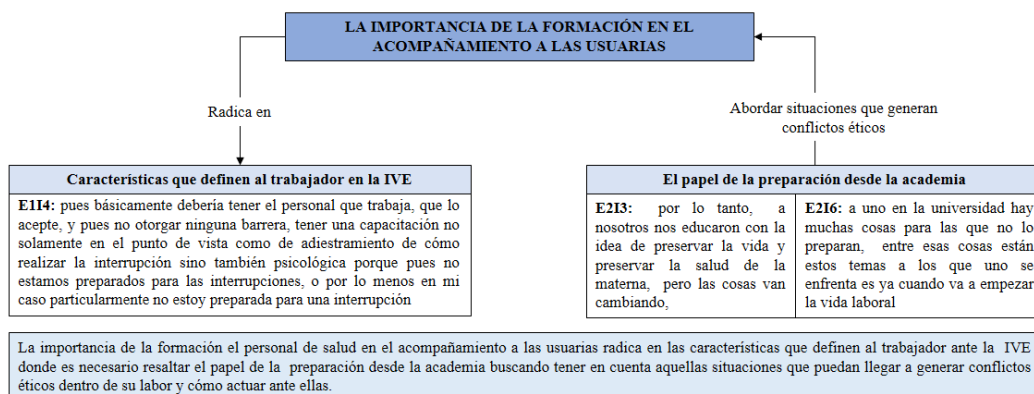 LA IMPORTANCIA DE LA FORMACIÓN EN EL
ACOMPAÑAMIENTO A LAS USUARIAS
Radica en
Abordar situaciones que generan
conflictos éticos
Características que definen al trabajador en la IVE
E1I4: pues básicamente debería tener el personal que trabaja, que lo
acepte, y pues no otorgar ninguna barrera, tener una capacitación no
solamente en el punto de vista como de adiestramiento de cómo
realizar la interrupción sino también psicológica porque pues no
estamos preparados para las interrupciones, o por lo menos en mi
caso particularmente no estoy preparada para una interrupción
El papel de la preparación desde la academia
E2I3: por lo tanto, a
nosotros nos educaron con la
idea de preservar la vida y
preservar la salud de la
materna, pero las cosas van
cambiando,
E2I6: a uno en la universidad hay
muchas cosas para las que no lo
preparan, entre esas cosas están
estos temas a los que uno se
enfrenta es ya cuando va a empezar
la vida laboral
La importancia de la formación el personal de salud en el acompañamiento a las usuarias radica en las características que definen al trabajador ante la IVE
donde es necesario resaltar el papel de la preparación desde la academia buscando tener en cuenta aquellas situaciones que puedan llegar a generar conflictos
éticos dentro de su labor y cómo actuar ante ellas.